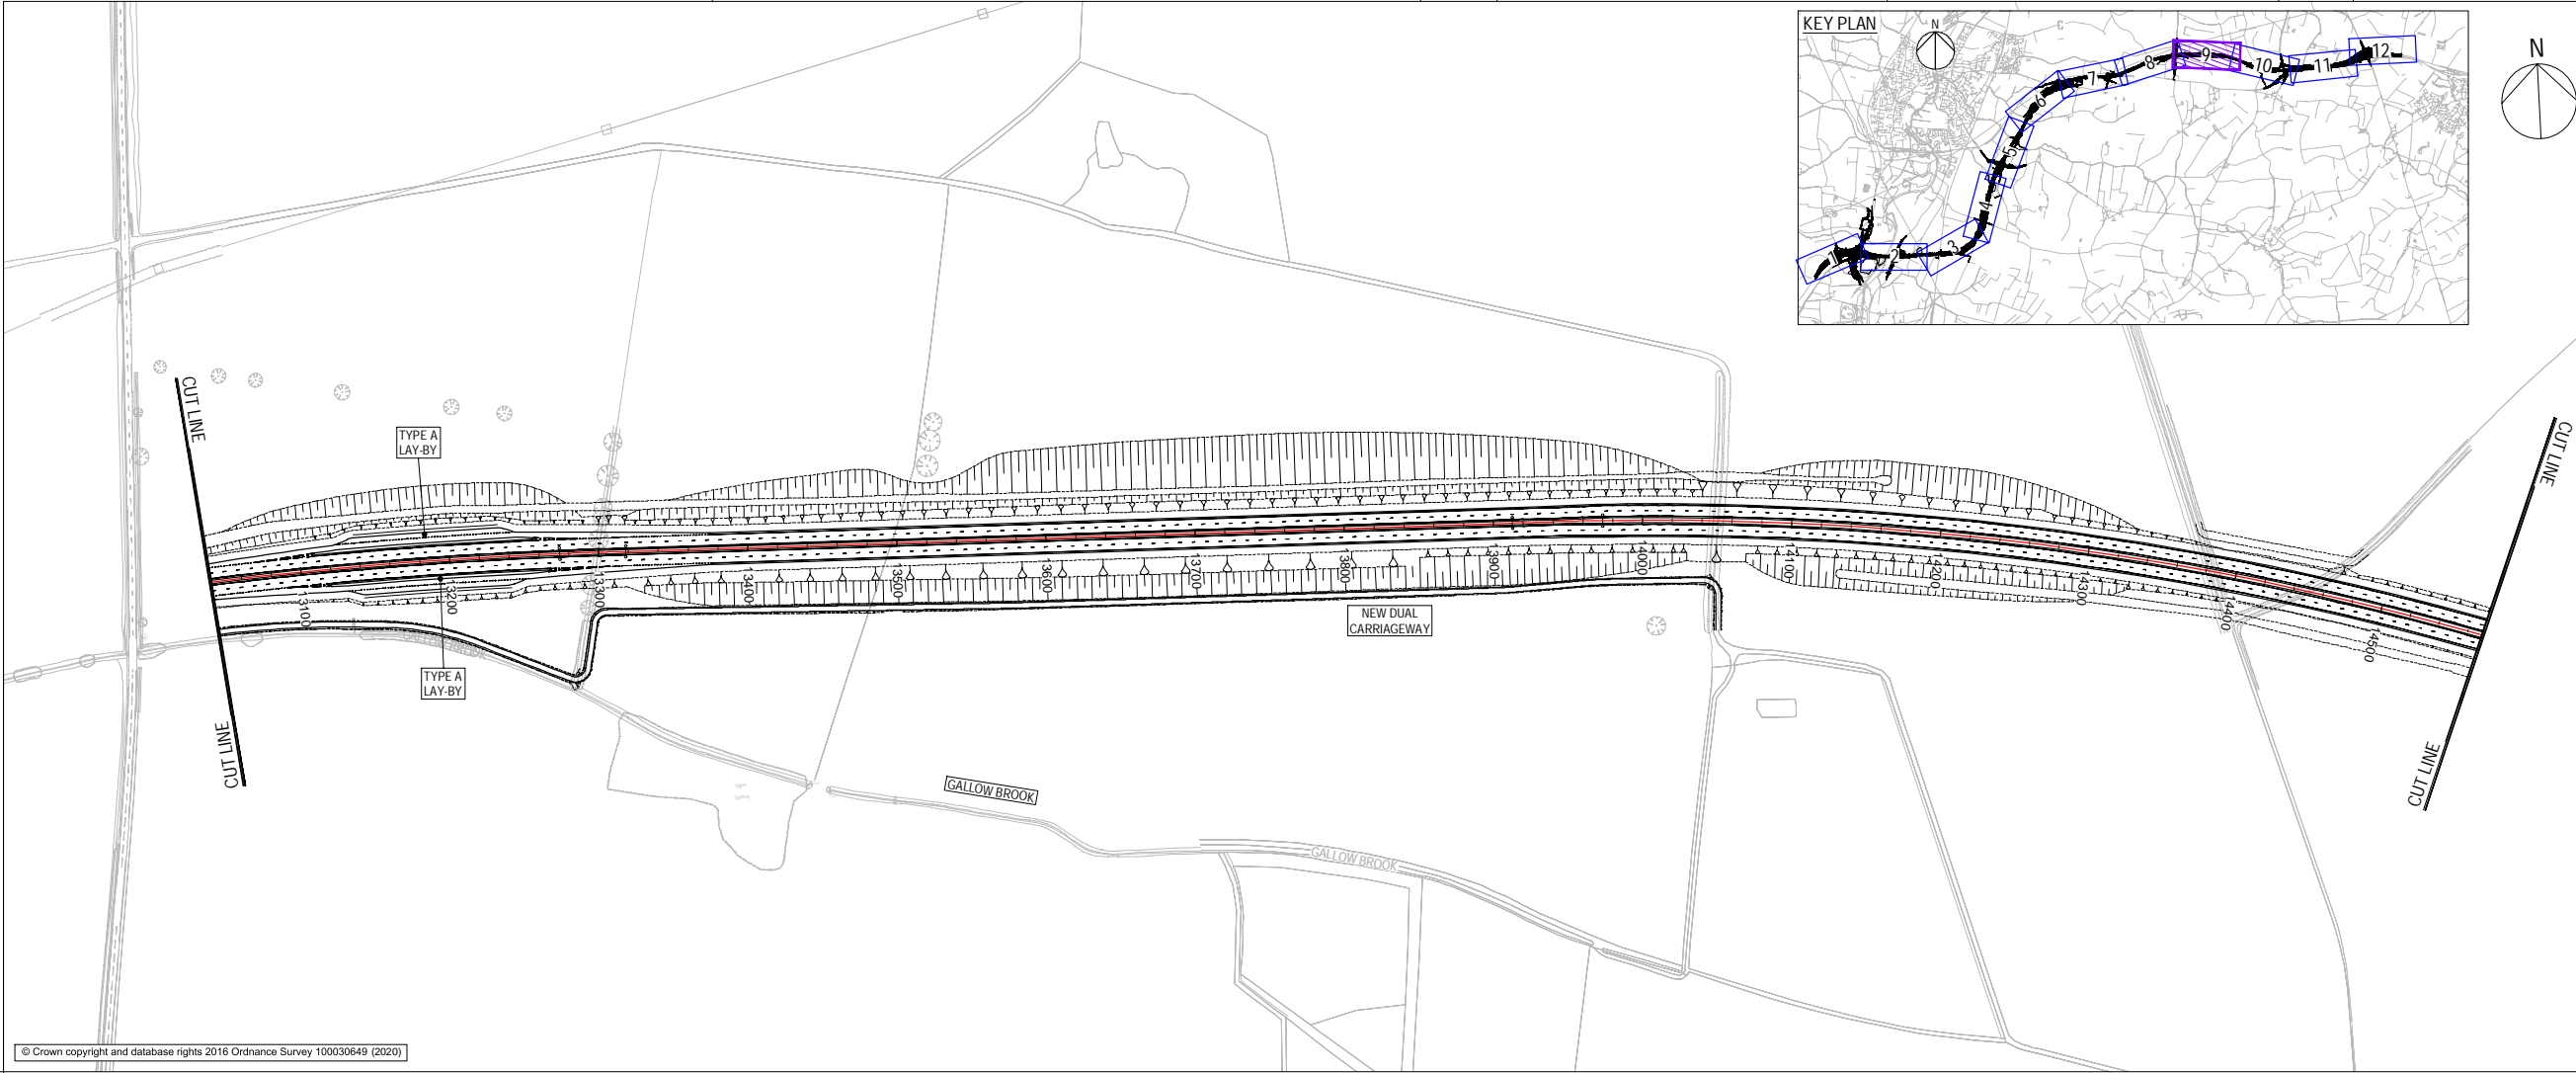 KEY PLAN
N
N
1
2
3
4
5
6
7
8
9
10
11
12
CUT LINE
CUT LINE
TYPE A
LAY-BY
13100
13200
13300
13400
13500
13600
13700
13800
13900
14000
14100
14200
14300
14400
14500
NEW DUAL
CARRIAGEWAY
TYPE A
LAY-BY
CUT LINE
CUT LINE
GALLOW BROOK
GALLOW BROOK
© Crown copyright and database rights 2016 Ordnance Survey 100030649 (2020)